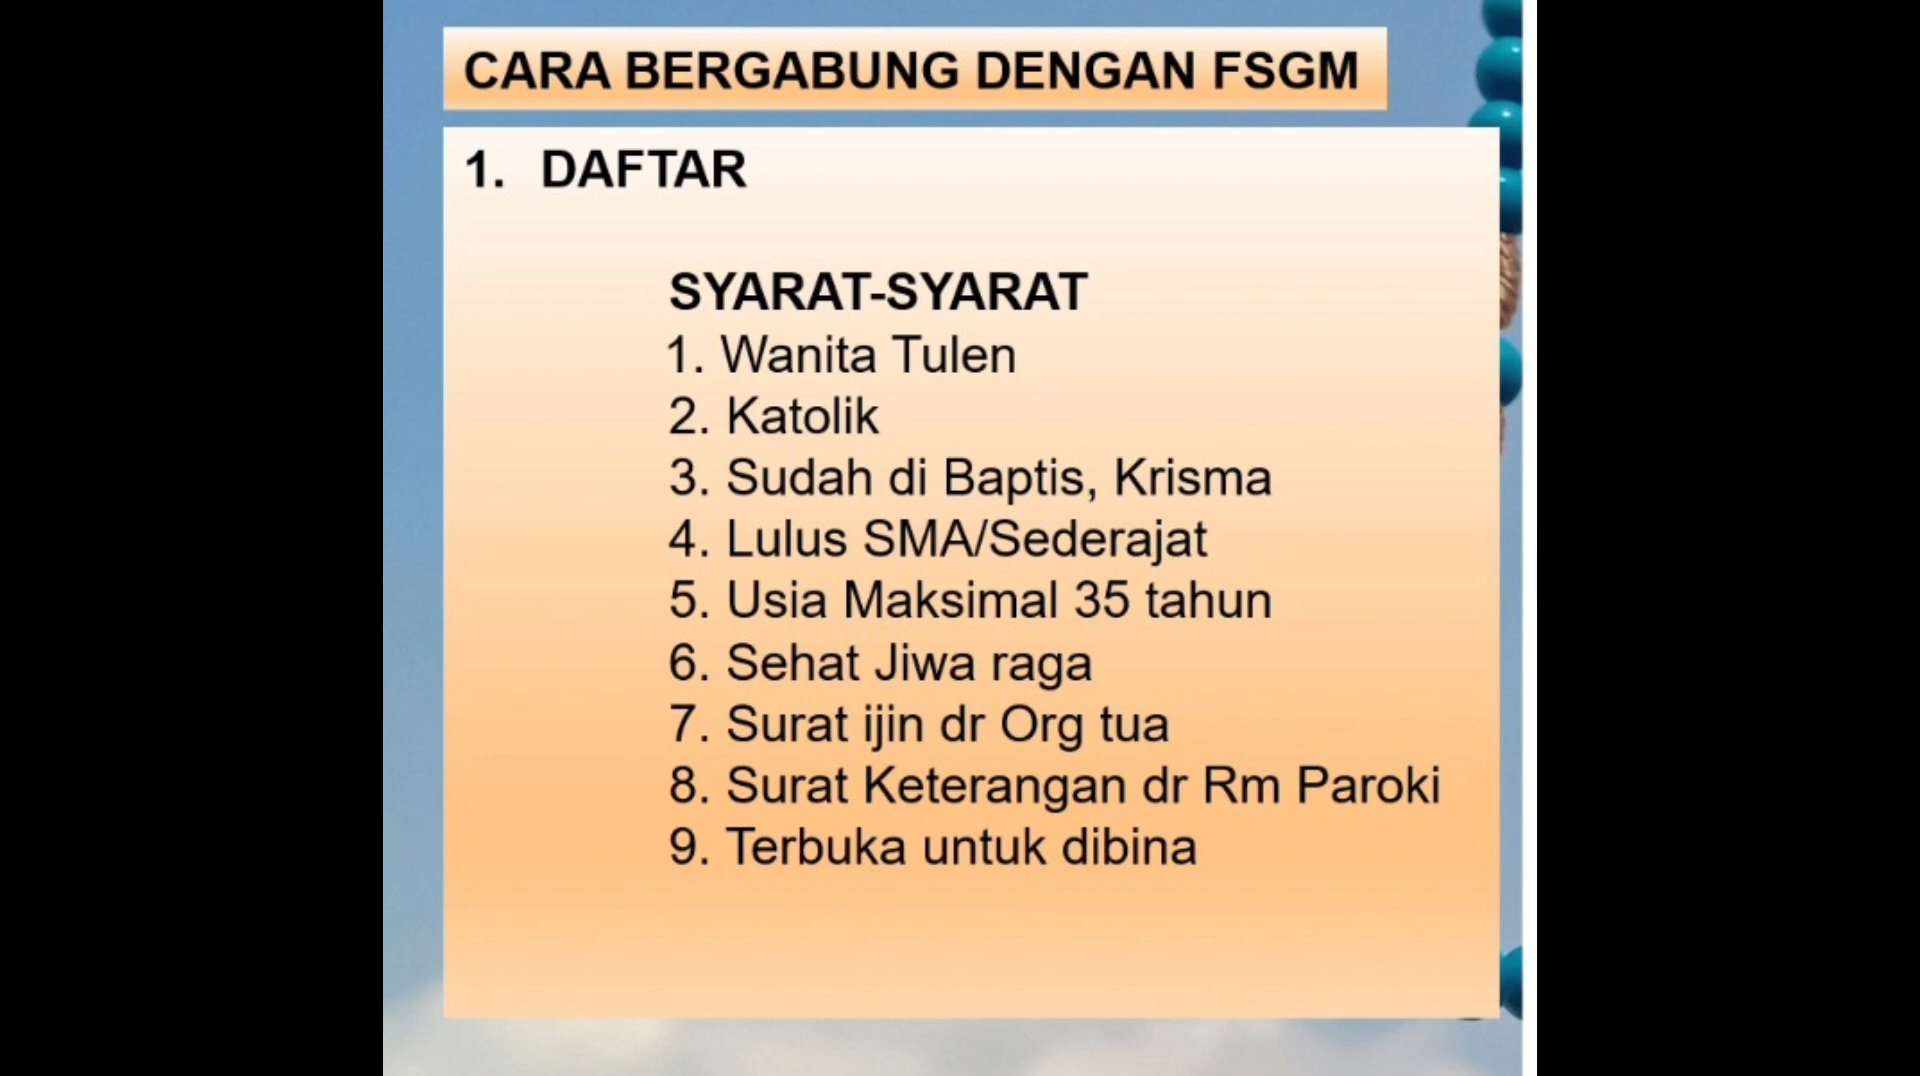 CARA BERGABUNG DENGAN FSGM
1. DAFTAR
SYARAT-SYARAT
1. Wanita Tulen
2. Katolik
3. Sudah di Baptis, Krisma
4. Lulus SMA/Sederajat
5. Usia Maksimal 35 tahun
6. Sehat Jiwa raga
7. Surat ijin dr Org tua
8. Surat Keterangan dr Rm Paroki
9. Terbuka untuk dibina